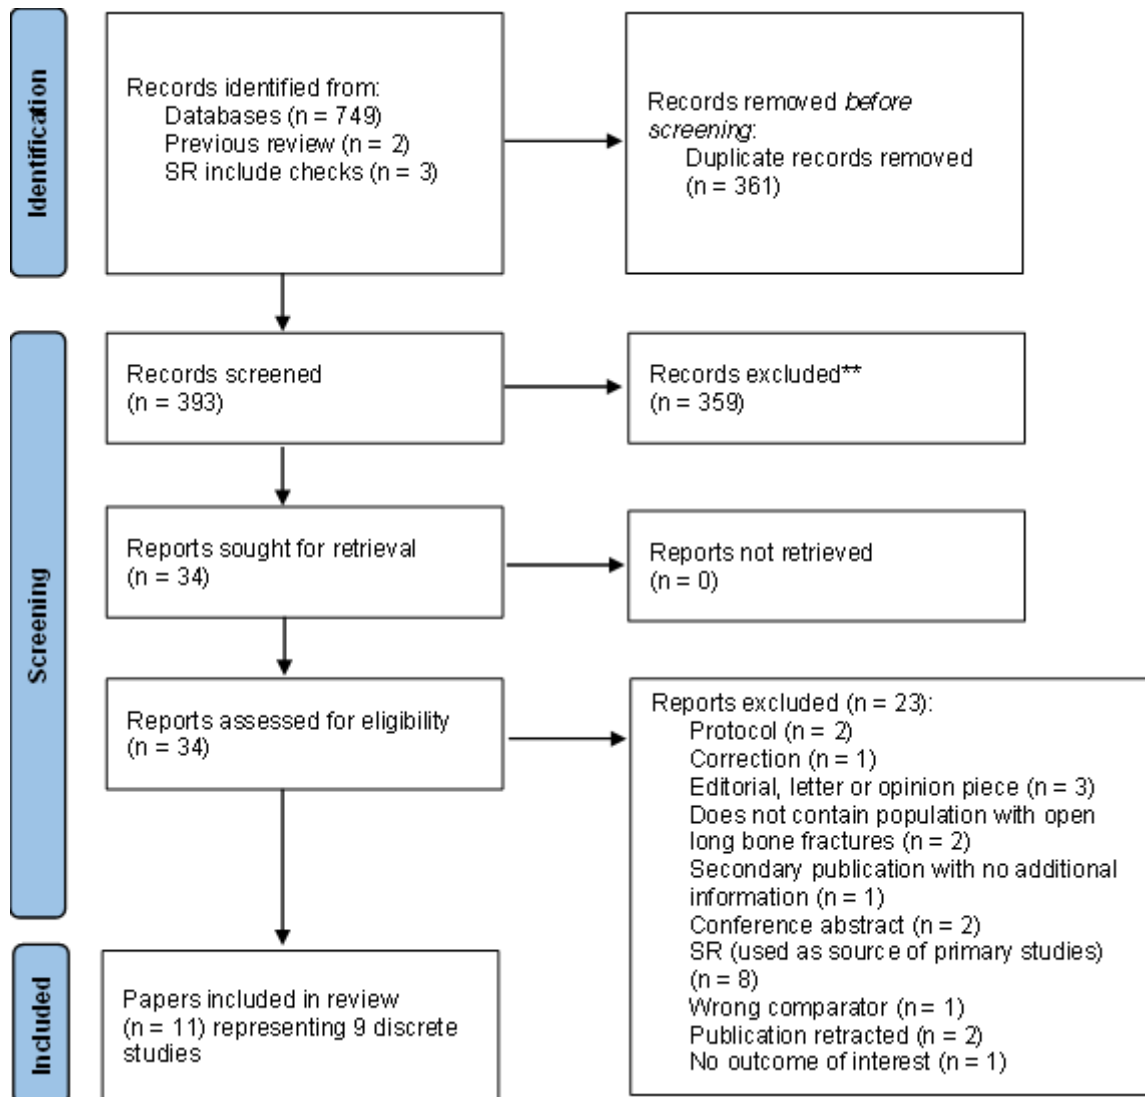 Identification
Records identified from:
Databases (n = 749)
Previous review (n = 2)
SR include checks (n = 3)
Records removed before
screening:
Duplicate records removed
(n = 361)
Screening
Records screened
(n = 393)
Records excluded**
(n = 359)
Reports sought for retrieval
(n = 34)
Reports not retrieved
(n = 0)
Reports assessed for eligibility
(n = 34)
Reports excluded (n = 23):
Protocol (n = 2)
Correction (n = 1)
Editorial, letter or opinion piece (n = 3)
Does not contain population with open
long bone fractures (n = 2)
Secondary publication with no additional
information (n = 1)
Conference abstract (n = 2)
SR (used as source of primary studies)
(n = 8)
Wrong comparator (n = 1)
Publication retracted (n = 2)
No outcome of interest (n = 1)
Included
Papers included in review
(n = 11) representing 9 discrete
studies